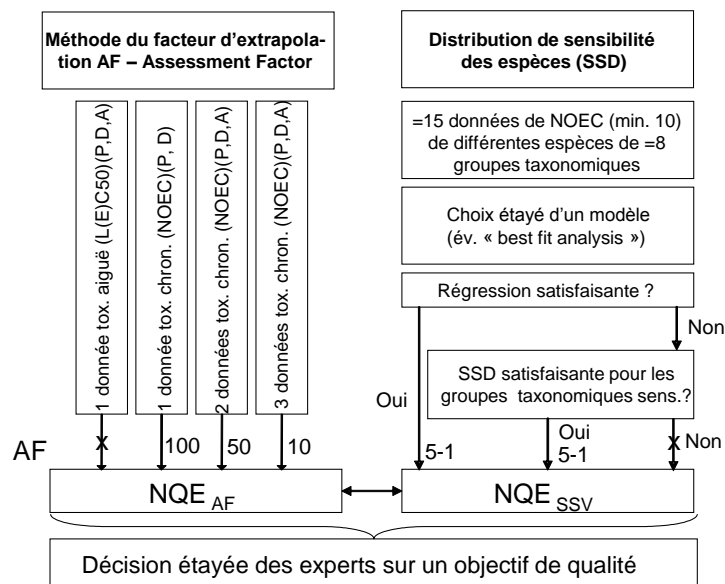 Méthode du facteur d'extrapola-
tion AF – Assessment Factor
1 donnée tox. aiguë (L(E)C50)(P,D,A)
1 donnée tox. chron. (NOEC)(P, D)
2 données tox. chron. (NOEC)(P,D,A)
3 données tox. chron. (NOEC)(P,D,A)
AF
X
100
50
10
NQE AF
Distribution de sensibilité
des espèces (SSD)
=15 données de NOEC (min. 10)
de différentes espèces de =8
groupes taxonomiques
Choix étayé d'un modèle
(év. « best fit analysis »)
Régression satisfaisante ?
Non
SSD satisfaisante pour les
groupes taxonomiques sens.?
Oui
5-1
Oui
5-1
X
Non
NQE SSV
Décision étayée des experts sur un objectif de qualité